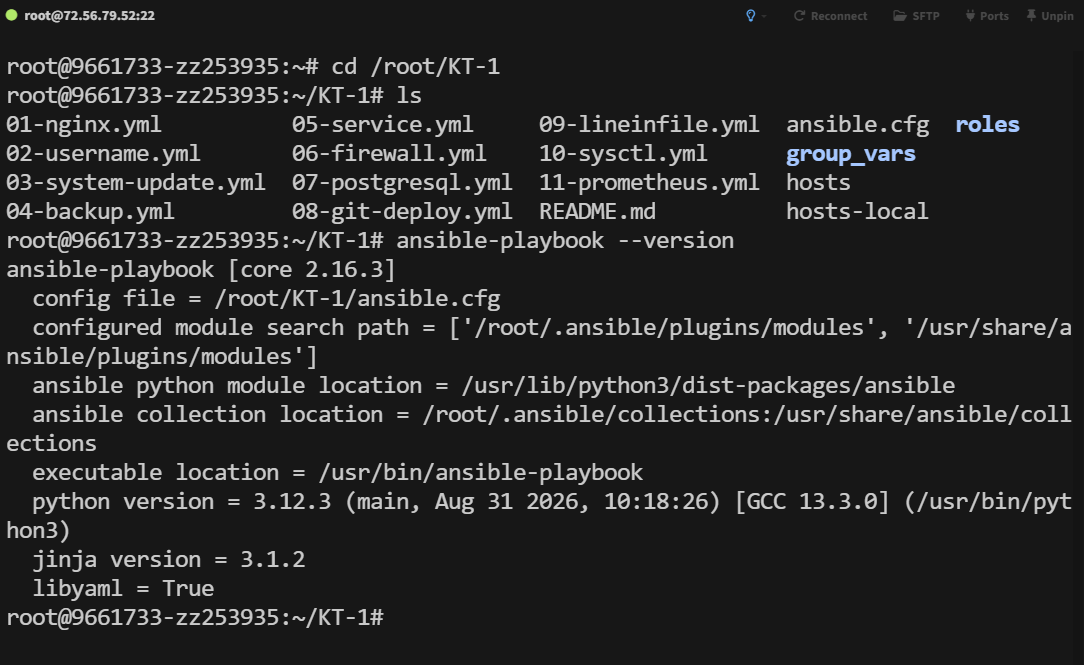 root@72.56.79.52:22 Reconnect SFTP Ports Unpin
root@9661733-zz253935:~# cd /root/KT-1
root@9661733-zz253935:~/KT-1# ls
01-nginx.yml 05-service.yml 09-lineinfile.yml ansible.cfg roles
02-username.yml 06-firewall.yml 10-sysctl.yml group_vars
03-system-update.yml 07-postgresql.yml 11-prometheus.yml hosts
04-backup.yml 08-git-deploy.yml README.md hosts-local
root@9661733-zz253935:~/KT-1# ansible-playbook --version
ansible-playbook [core 2.16.3]
  config file = /root/KT-1/ansible.cfg
  configured module search path = ['/root/.ansible/plugins/modules', '/usr/share/a
nsible/plugins/modules']
  ansible python module location = /usr/lib/python3/dist-packages/ansible
  ansible collection location = /root/.ansible/collections:/usr/share/ansible/coll
ections
  executable location = /usr/bin/ansible-playbook
  python version = 3.12.3 (main, Aug 31 2026, 10:18:26) [GCC 13.3.0] (/usr/bin/pyt
hon3)
  jinja version = 3.1.2
  libyaml = True
root@9661733-zz253935:~/KT-1#